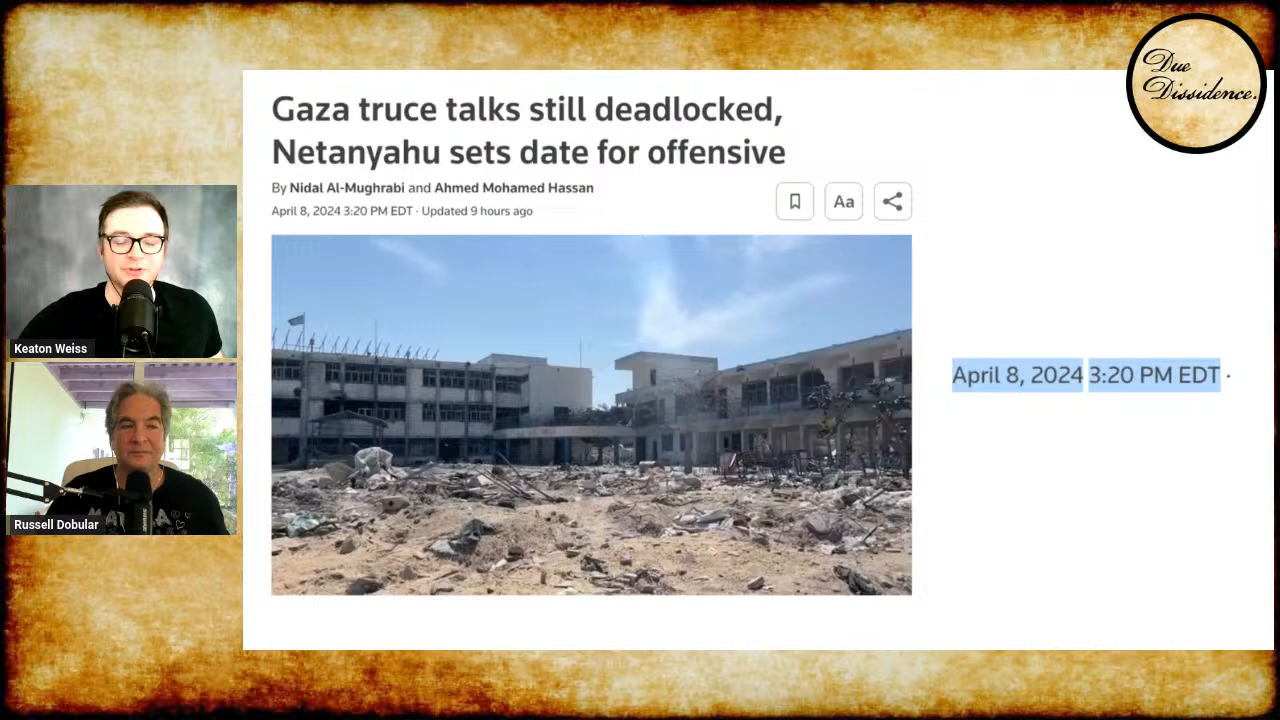 Due
Dissidence.
Gaza truce talks still deadlocked,
Netanyahu sets date for offensive
By Nidal Al-Mughrabi and Ahmed Mohamed Hassan
April 8, 2024 3:20 PM EDT · Updated 9 hours ago
Aa
April 8, 2024 3:20 PM EDT ·
Keaton Weiss
Russell Dobular